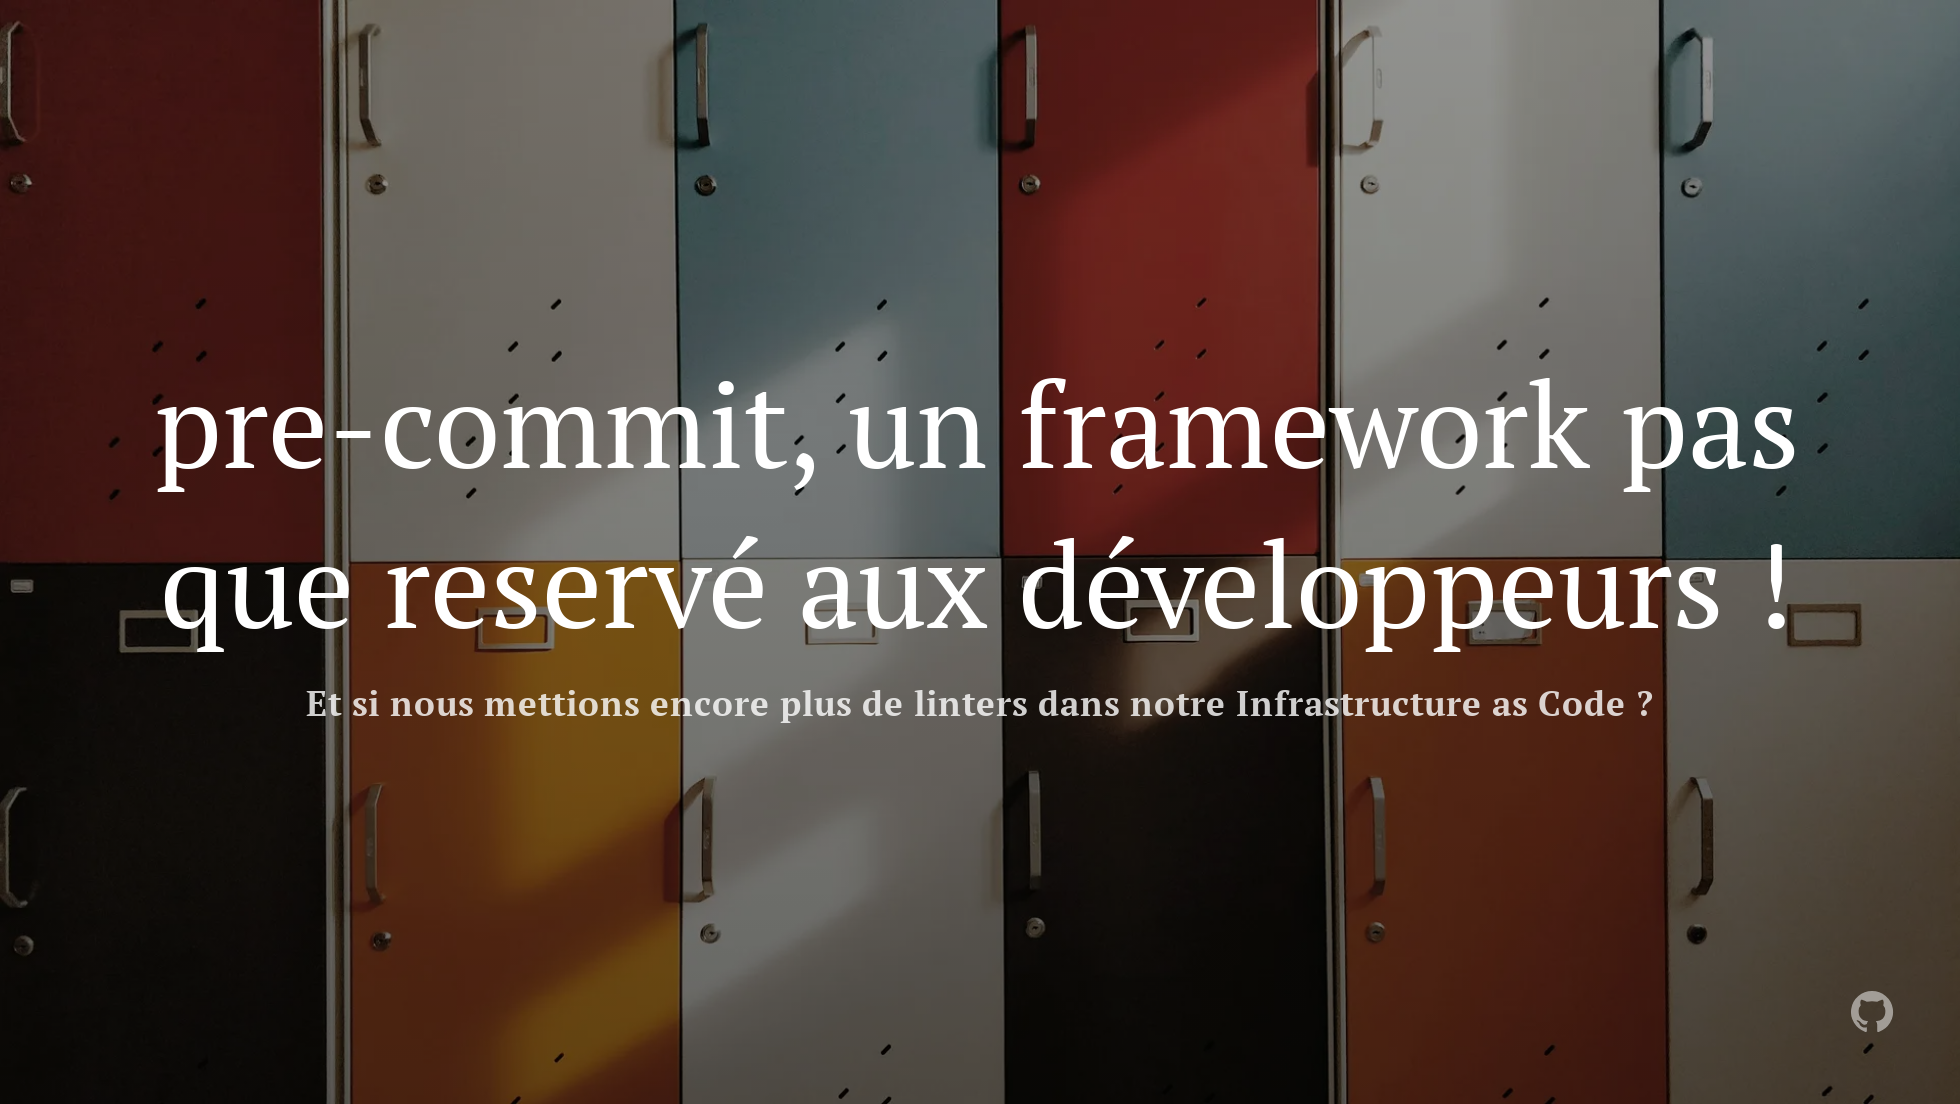 pre-commit, un framework pas
que reservé aux développeurs !
Et si nous mettions encore plus de linters dans notre Infrastructure as Code ?